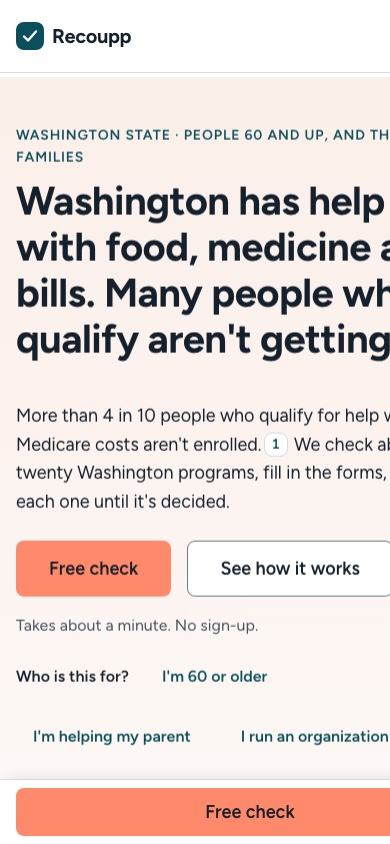 Recoupp
WASHINGTON STATE · PEOPLE 60 AND UP, AND
FAMILIES
Washington has help
with food, medicine
bills. Many people
qualify aren't getting
More than 4 in 10 people who qualify for help
Medicare costs aren't enrolled. 1 We check
twenty Washington programs, fill in the forms,
each one until it's decided.
Free check
See how it works
Takes about a minute. No sign-up.
Who is this for?
I'm 60 or older
I'm helping my parent
I run an organization
Free check